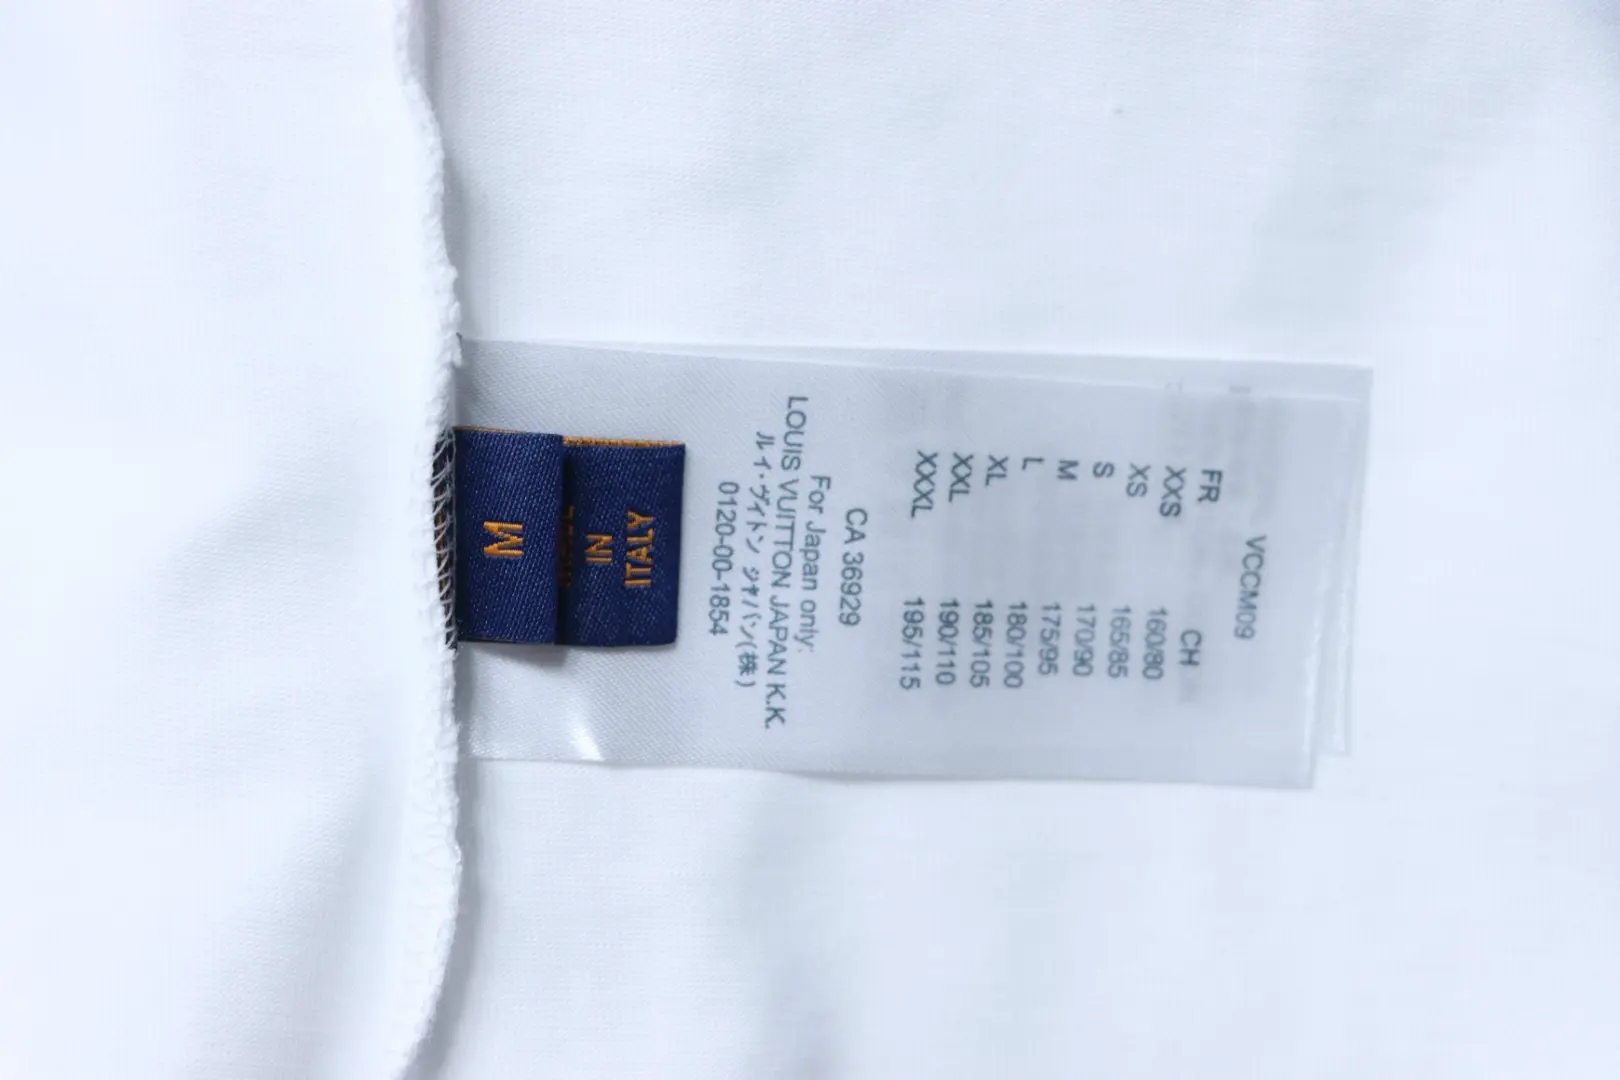 VCCM09
FR CH
XXS 160/80
XS 165/85
S 170/90
M 175/95
L 180/100
XL 185/105
XXL 190/110
XXXL 195/115
CA 36929
For Japan only:
LOUIS VUITTON JAPAN K.K.
ルイ・ヴィトン ジャパン(株)
0120-00-1854
M
IN
ITALY